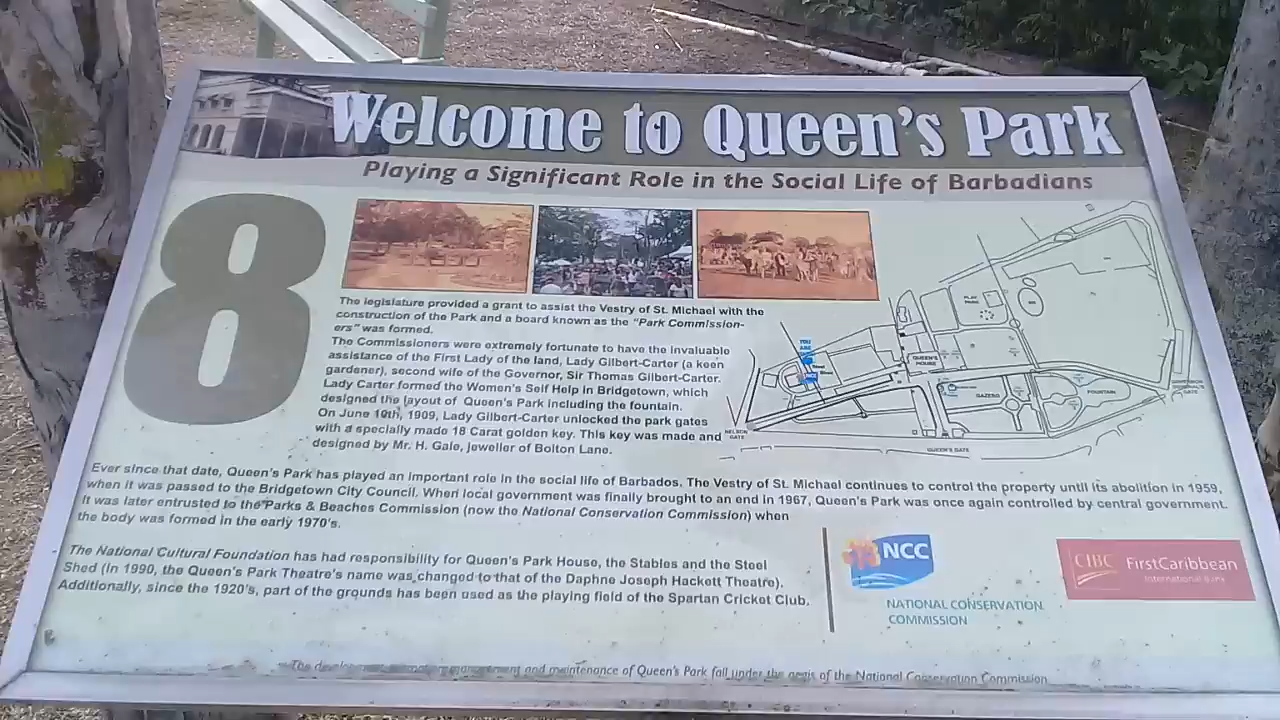 Welcome to Queen's Park
Playing a Significant Role in the Social Life of Barbadians
8
The legislature provided a grant to assist the Vestry of St. Michael with the
construction of the Park and a board known as the "Park Commission-
ers" was formed.
The Commissioners were extremely fortunate to have the invaluable
assistance of the First Lady of the land, Lady Gilbert-Carter (a keen
gardener), second wife of the Governor, Sir Thomas Gilbert-Carter.
Lady Carter formed the Women's Self Help in Bridgetown, which
designed the layout of Queen's Park including the fountain.
On June 10th, 1909, Lady Gilbert-Carter unlocked the park gates
with a specially made 18 Carat golden key. This key was made and
designed by Mr. H. Gale, jeweller of Bolton Lane.
PLAY
PARK
YOU
ARE
QUEEN'S
HOUSE
GAZEBO
FOUNTAIN
NELSON
GATE
QUEEN'S GATE
GATE
Ever since that date, Queen's Park has played an important role in the social life of Barbados. The Vestry of St. Michael continues to control the property until its abolition in 1959,
when it was passed to the Bridgetown City Council. When local government was finally brought to an end in 1967, Queen's Park was once again controlled by central government.
It was later entrusted to the Parks & Beaches Commission (now the National Conservation Commission) when
the body was formed in the early 1970's.
The National Cultural Foundation has had responsibility for Queen's Park House, the Stables and the Steel
Shed (in 1990, the Queen's Park Theatre's name was changed to that of the Daphne Joseph Hackett Theatre).
Additionally, since the 1920's, part of the grounds has been used as the playing field of the Spartan Cricket Club.
NCC
NATIONAL CONSERVATION
COMMISSION
CIBC FirstCaribbean
International Bank
The development management and maintenance of Queen's Park fall under the aegis of the National Conservation Commission